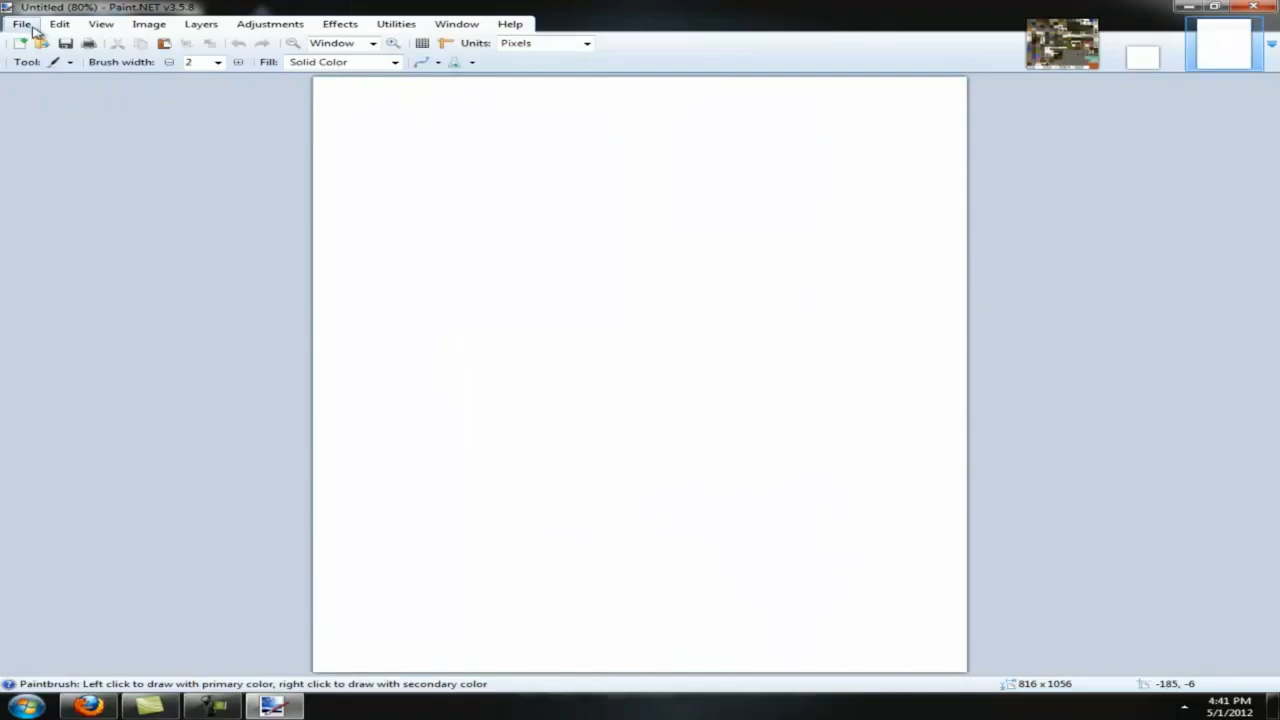 Untitled (80%) - Paint.NET v3.5.8
File Edit View Image Layers Adjustments Effects Utilities Window Help
Window Units: Pixels
Tool: Brush width: 2 Fill: Solid Color
Paintbrush: Left click to draw with primary color, right click to draw with secondary color 816 x 1056 -185, -6
4:41 PM
5/1/2012